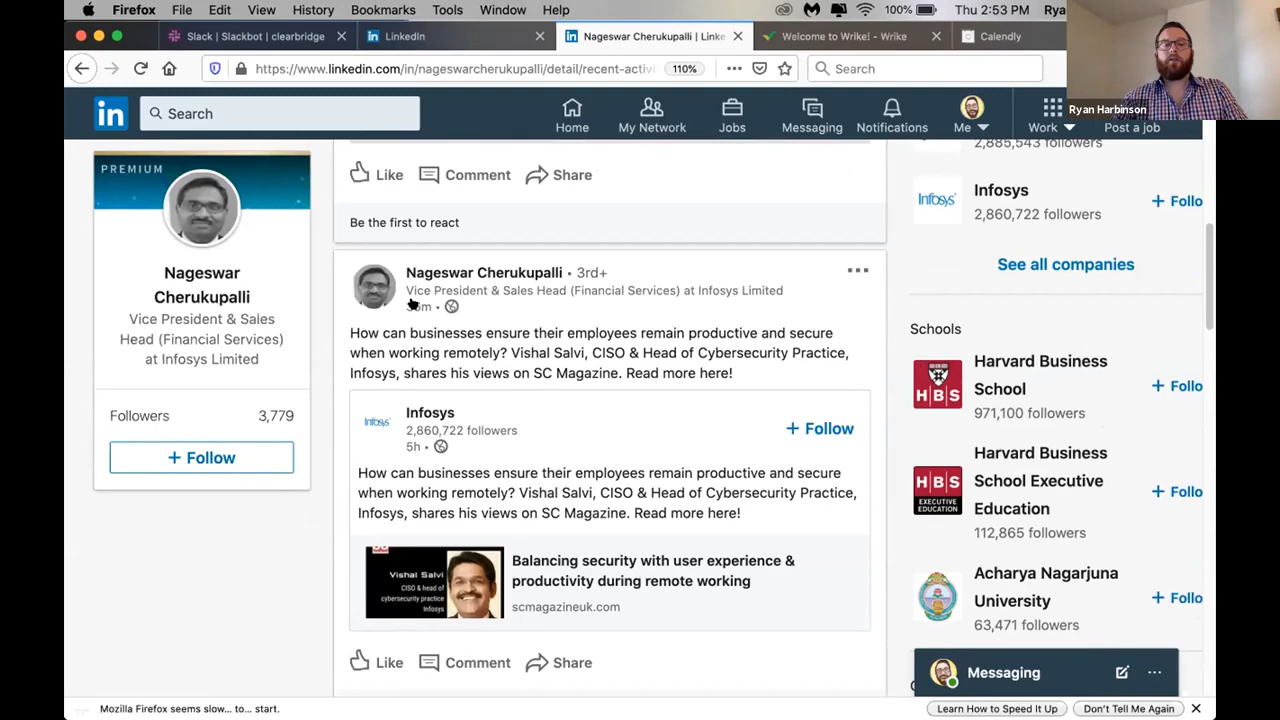 Firefox File Edit View History Bookmarks Tools Window Help 100% Thu 2:53 PM Rya
Slack | Slackbot | clearbridge
LinkedIn
Nageswar Cherukupalli | Linke
Welcome to Wrike! - Wrike
Calendly
https://www.linkedin.com/in/nageswarcherukupalli/detail/recent-activi
110%
Search
Ryan Harbinson
in
Search
Home
My Network
Jobs
Messaging
Notifications
Me
Work
Post a job
PREMIUM
Nageswar
Cherukupalli
Vice President & Sales
Head (Financial Services)
at Infosys Limited
Followers 3,779
+ Follow
Like Comment Share
Be the first to react
Nageswar Cherukupalli • 3rd+
Vice President & Sales Head (Financial Services) at Infosys Limited
How can businesses ensure their employees remain productive and secure
when working remotely? Vishal Salvi, CISO & Head of Cybersecurity Practice,
Infosys, shares his views on SC Magazine. Read more here!
Infosys
2,860,722 followers
5h •
+ Follow
How can businesses ensure their employees remain productive and secure
when working remotely? Vishal Salvi, CISO & Head of Cybersecurity Practice,
Infosys, shares his views on SC Magazine. Read more here!
Vishal Salvi
CISO & head of
cybersecurity practice
Infosys
Balancing security with user experience &
productivity during remote working
scmagazineuk.com
Like Comment Share
2,885,543 followers
Infosys
Infosys
2,860,722 followers
+ Follo
See all companies
Schools
HBS
Harvard Business
School
971,100 followers
+ Follo
HBS
EXECUTIVE
EDUCATION
Harvard Business
School Executive
Education
112,865 followers
+ Follo
Acharya Nagarjuna
University
63,471 followers
+ Follo
Messaging
Mozilla Firefox seems slow... to... start.
Learn How to Speed It Up
Don't Tell Me Again